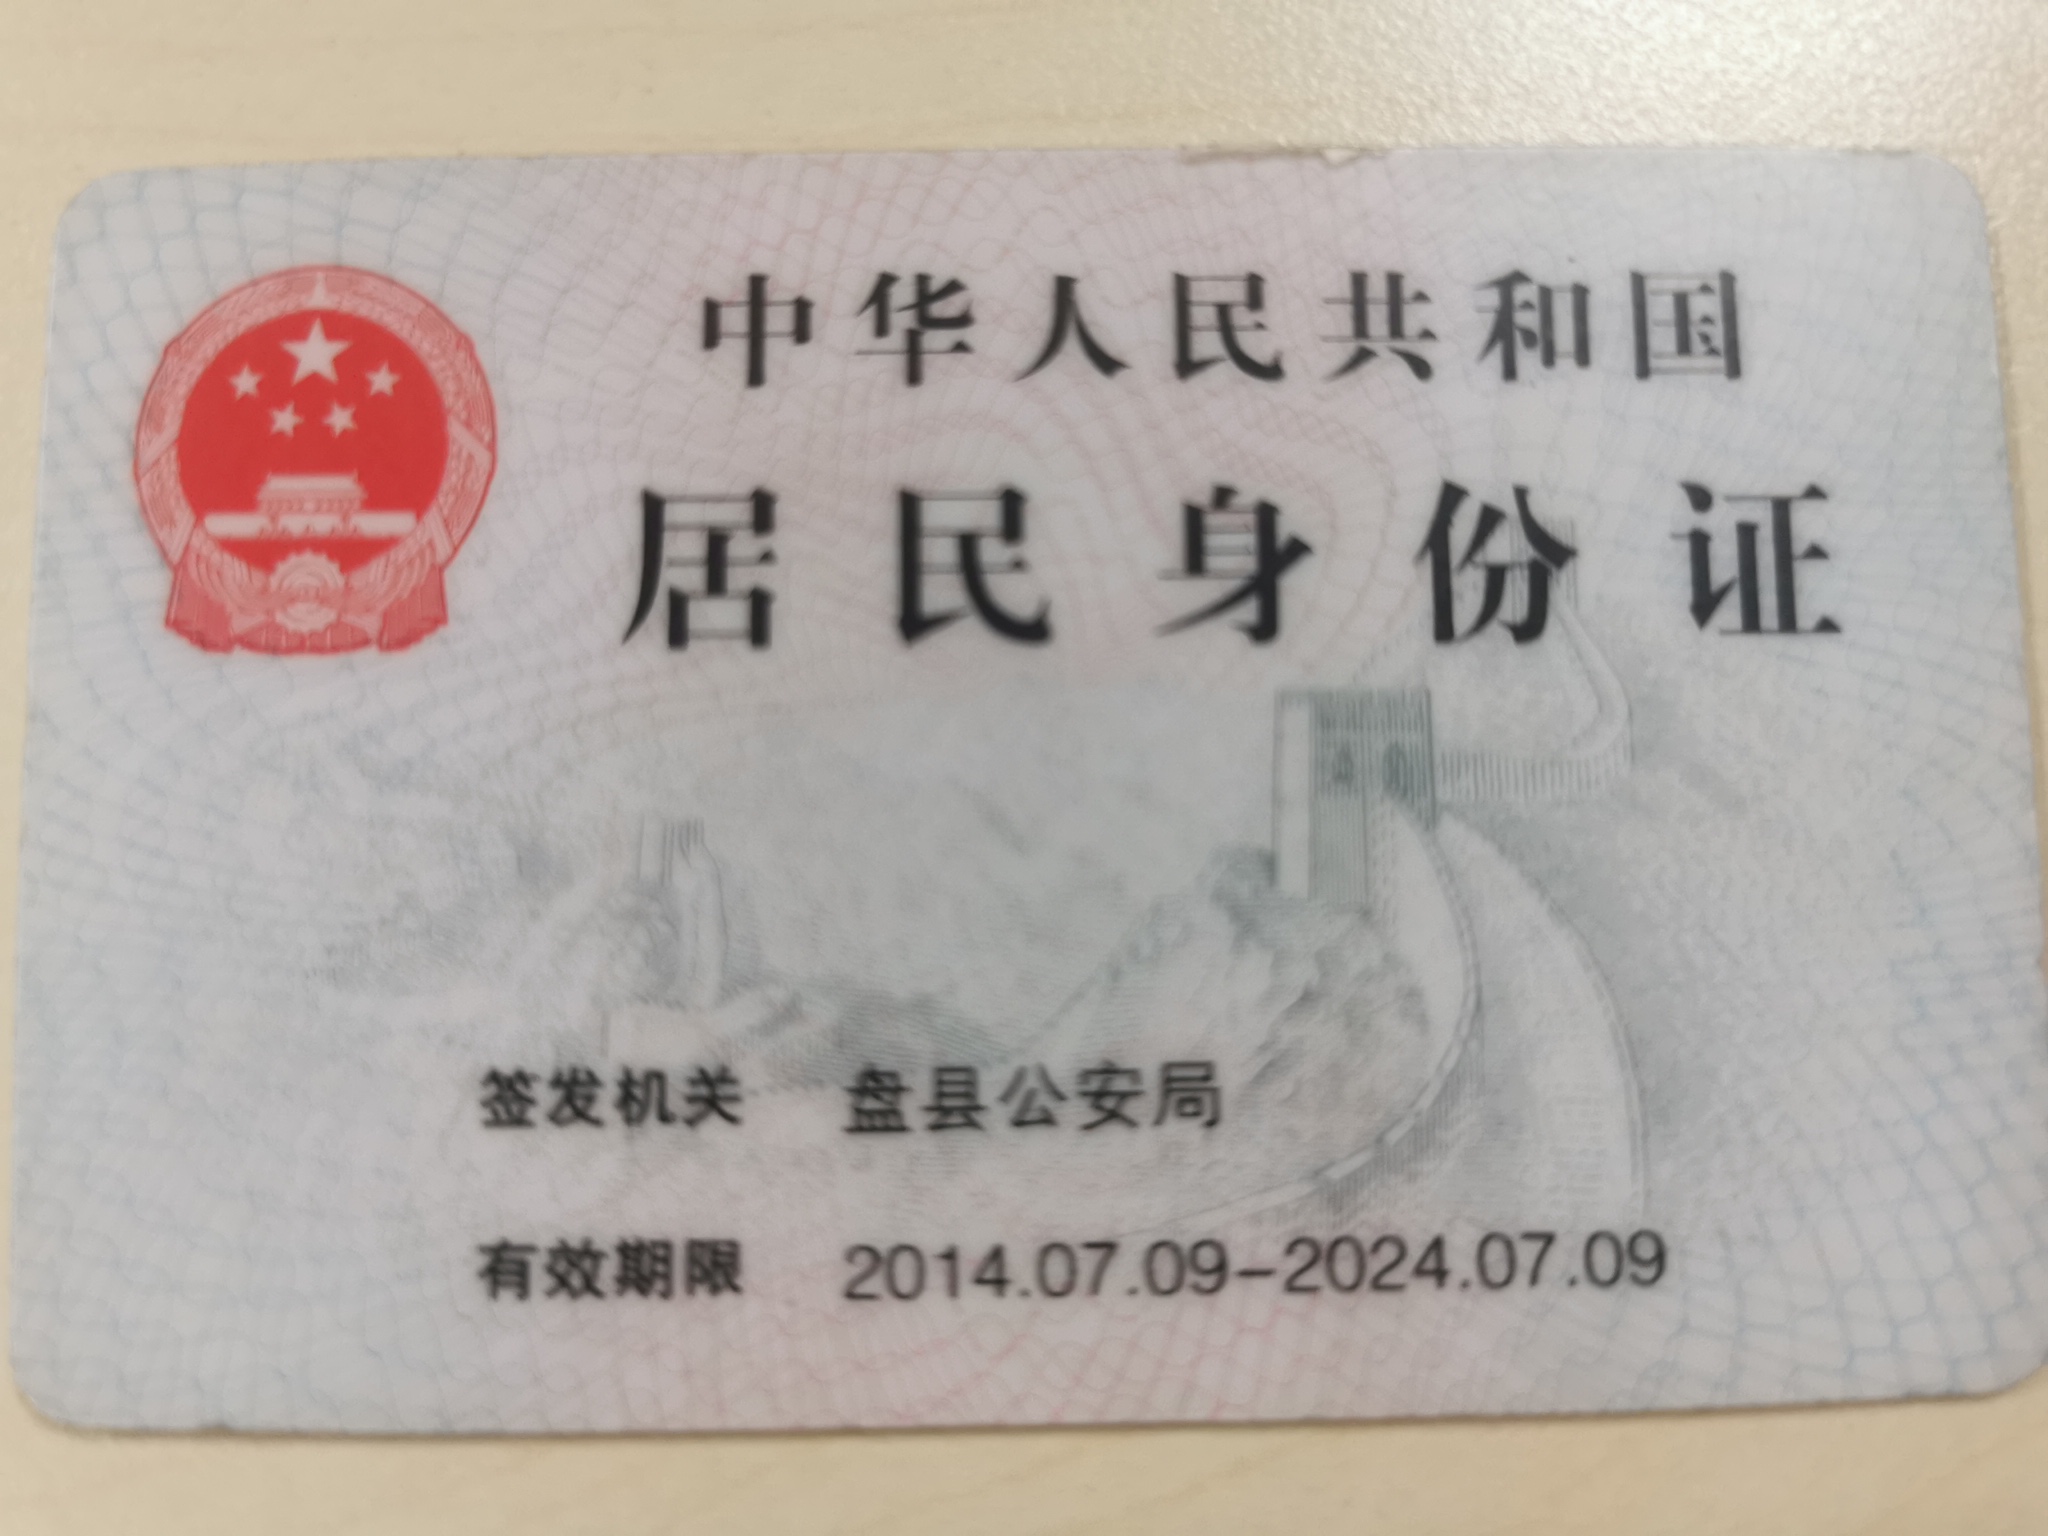 中华人民共和国
居民身份证
签发机关 盘县公安局
有效期限 2014.07.09-2024.07.09